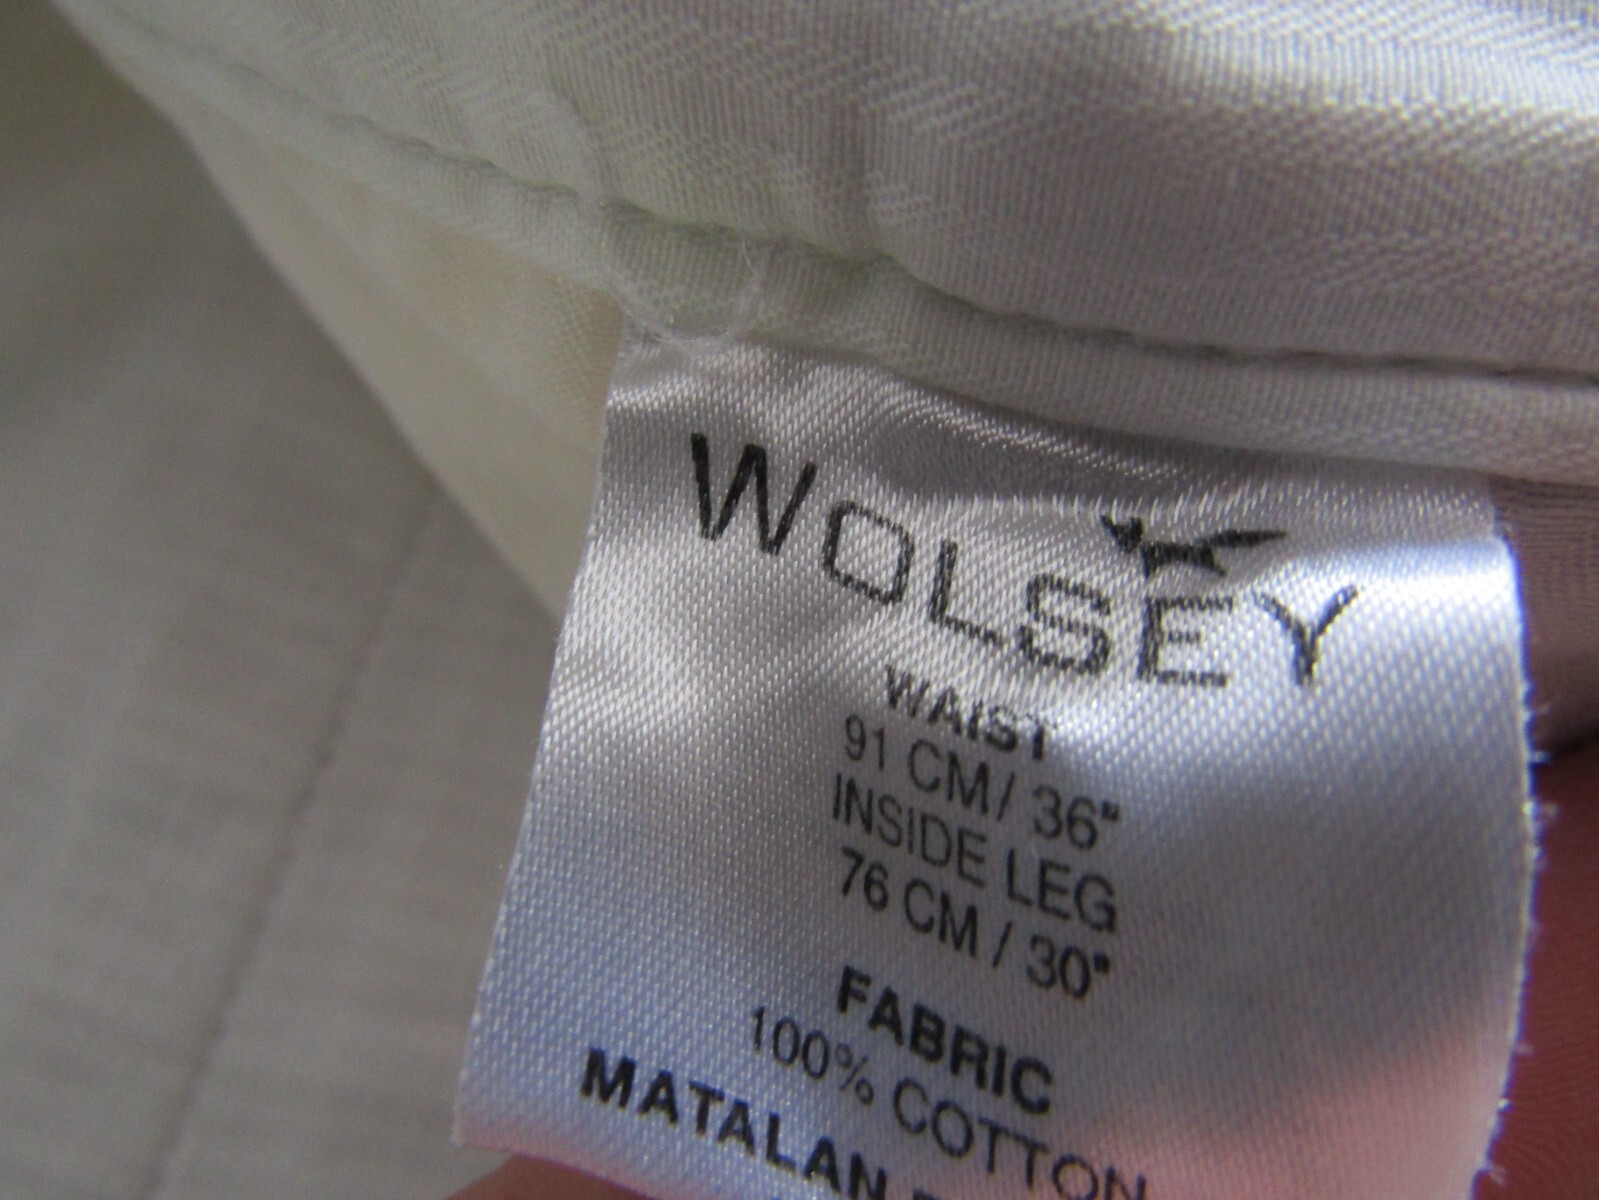 WOLSEY
WAIST
91 CM/ 36"
INSIDE LEG
76 CM / 30"
FABRIC
100% COTTON
MATALAN